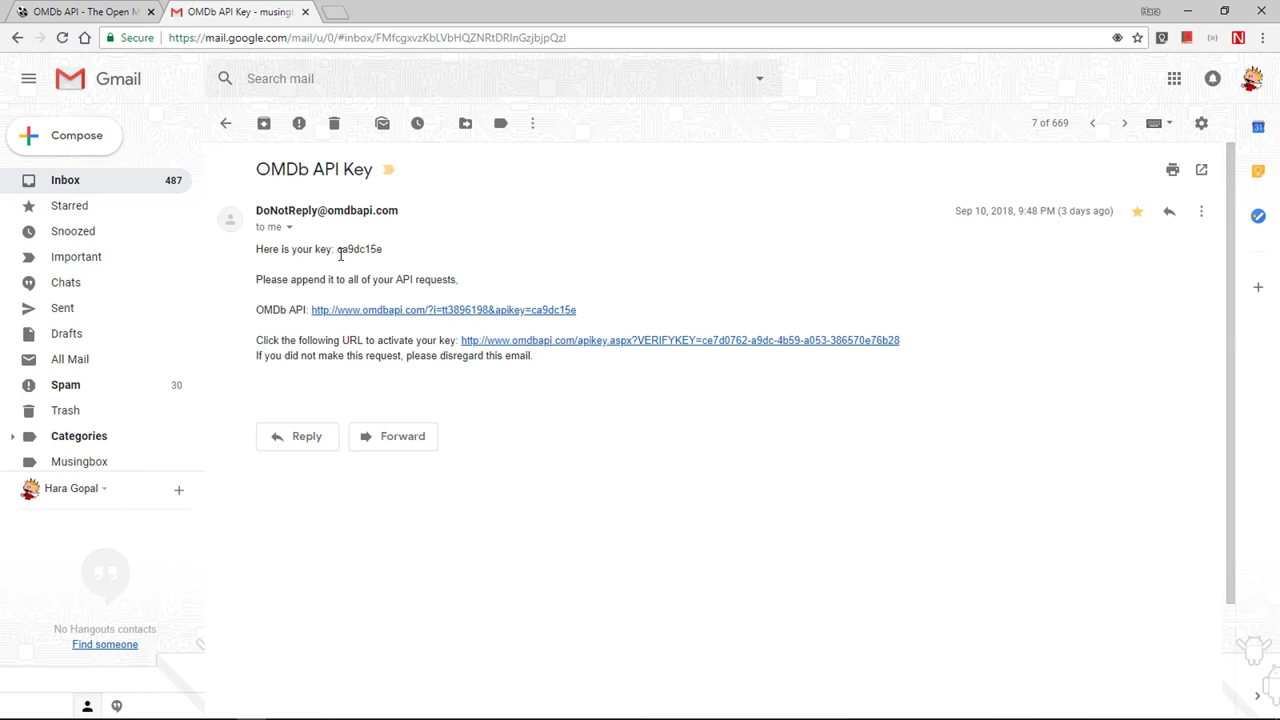 OMDb API - The Open M
OMDb API Key - musing
Hara
Secure
https://mail.google.com/mail/u/0/#inbox/FMfcgxvzKbLVbHQZNRtDRlnGzjbjpQzl
Gmail
Search mail
Compose
7 of 669
Inbox 487
Starred
Snoozed
Important
Chats
Sent
Drafts
All Mail
Spam 30
Trash
Categories
Musingbox
Hara Gopal
No Hangouts contacts
Find someone
OMDb API Key
DoNotReply@omdbapi.com
Sep 10, 2018, 9:48 PM (3 days ago)
to me
Here is your key: ca9dc15e
Please append it to all of your API requests,
OMDb API: http://www.omdbapi.com/?i=tt3896198&apikey=ca9dc15e
Click the following URL to activate your key: http://www.omdbapi.com/apikey.aspx?VERIFYKEY=ce7d0762-a9dc-4b59-a053-386570e76b28
If you did not make this request, please disregard this email.
Reply
Forward
31